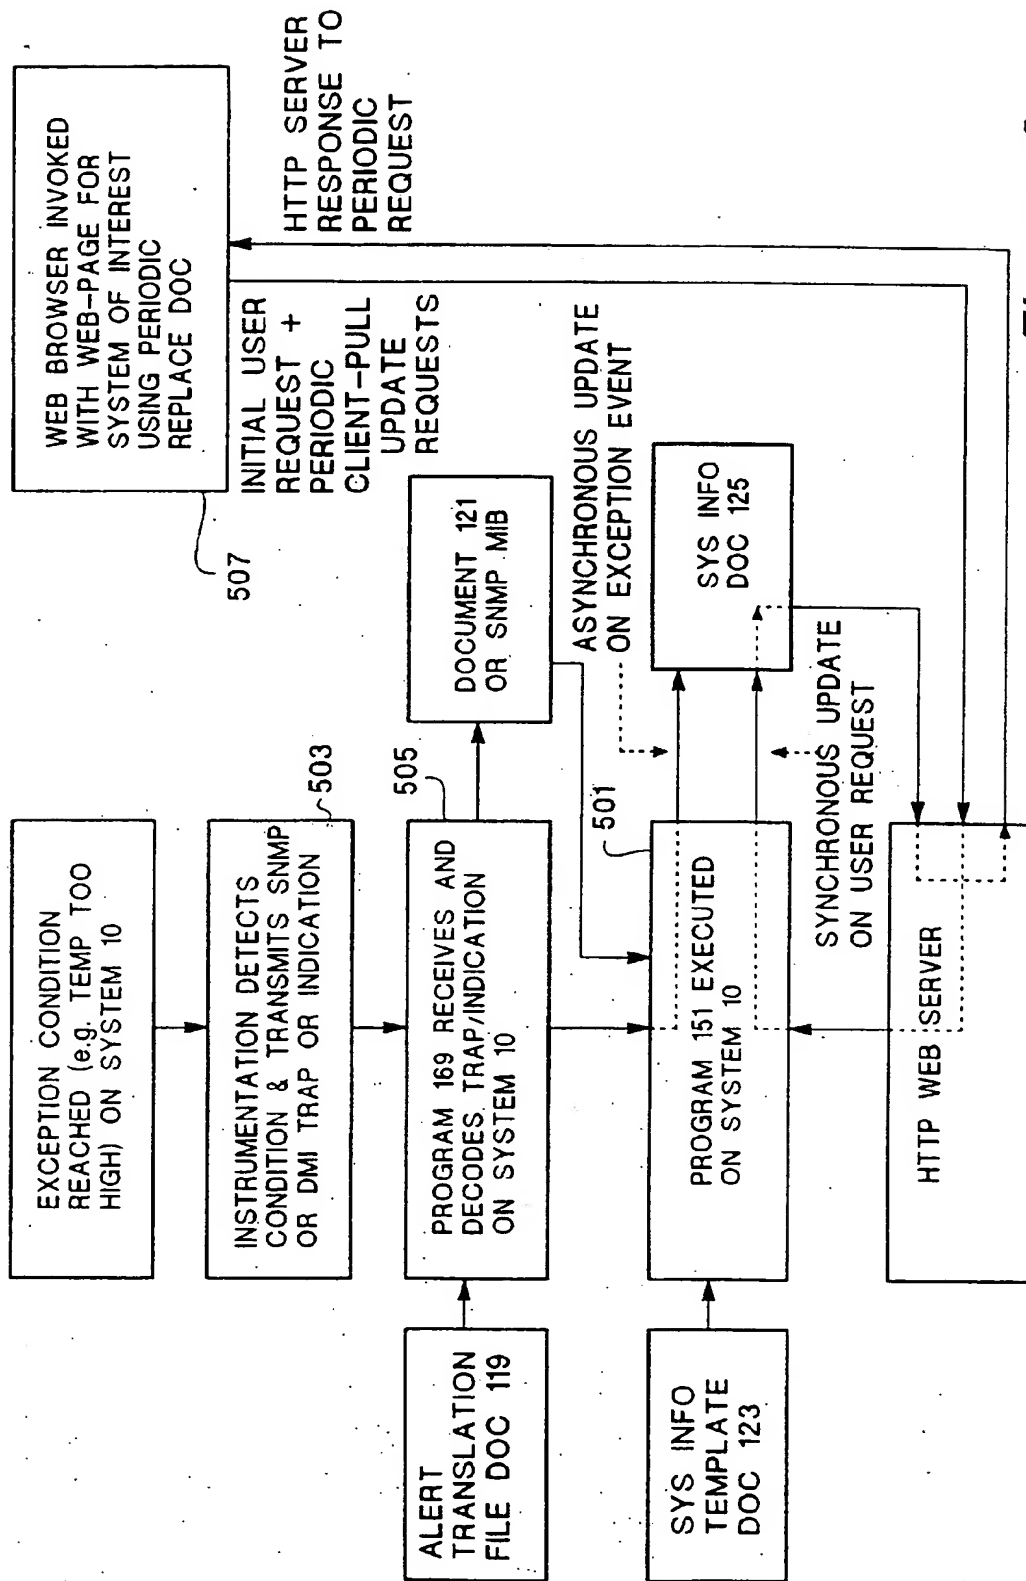 EXCEPTION CONDITION
REACHED (e.g. TEMP TOO
HIGH) ON SYSTEM 10
INSTRUMENTATION DETECTS
CONDITION & TRANSMITS SNMP
OR DMI TRAP OR INDICATION
503
ALERT
TRANSLATION
FILE DOC 119
PROGRAM 169 RECEIVES AND
DECODES TRAP/INDICATION
ON SYSTEM 10
505
DOCUMENT 121
OR SNMP MIB
WEB BROWSER INVOKED
WITH WEB-PAGE FOR
SYSTEM OF INTEREST
USING PERIODIC
REPLACE DOC
507
INITIAL USER
REQUEST +
PERIODIC
CLIENT-PULL
UPDATE
REQUESTS
HTTP SERVER
RESPONSE TO
PERIODIC
REQUEST
ASYNCHRONOUS UPDATE
ON EXCEPTION EVENT
SYS INFO
TEMPLATE
DOC 123
PROGRAM 151 EXECUTED
ON SYSTEM 10
501
SYS INFO
DOC 125
SYNCHRONOUS UPDATE
ON USER REQUEST
HTTP WEB SERVER